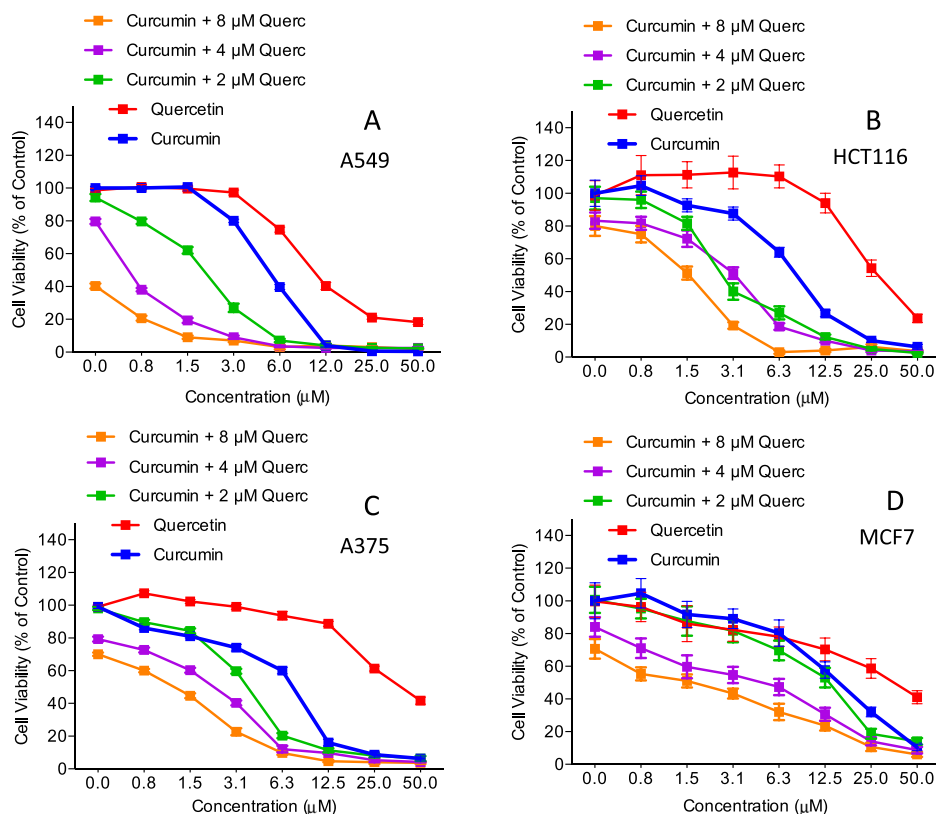 Curcumin + 8 µM Querc
Curcumin + 4 µM Querc
Curcumin + 2 µM Querc
Quercetin
Curcumin
A
A549
Cell Viability (% of Control)
140
120
100
80
60
40
20
0
0.0 0.8 1.5 3.0 6.0 12.0 25.0 50.0
Concentration (µM)
Curcumin + 8 µM Querc
Curcumin + 4 µM Querc
Curcumin + 2 µM Querc
Quercetin
Curcumin
B
HCT116
Cell Viability (% of Control)
140
120
100
80
60
40
20
0
0.0 0.8 1.5 3.1 6.3 12.5 25.0 50.0
Concentration (µM)
Curcumin + 8 µM Querc
Curcumin + 4 µM Querc
Curcumin + 2 µM Querc
Quercetin
Curcumin
C
A375
Cell Viability (% of Control)
140
120
100
80
60
40
20
0
0.0 0.8 1.5 3.1 6.3 12.5 25.0 50.0
Concentration (µM)
Curcumin + 8 µM Querc
Curcumin + 4 µM Querc
Curcumin + 2 µM Querc
Quercetin
Curcumin
D
MCF7
Cell Viability (% of Control)
140
120
100
80
60
40
20
0
0.0 0.8 1.5 3.1 6.3 12.5 25.0 50.0
Concentration (µM)